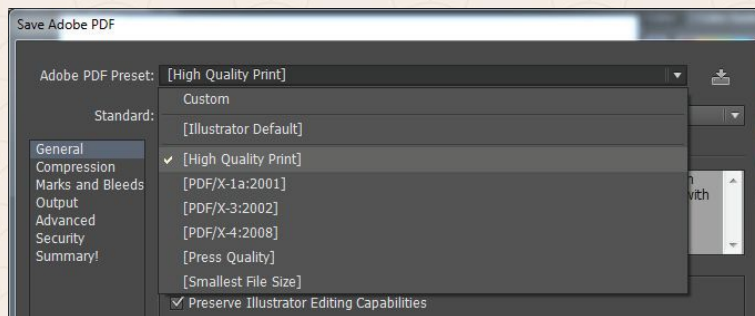 Save Adobe PDF
Adobe PDF Preset: [High Quality Print]
Custom
Standard:
[Illustrator Default]
General
[High Quality Print]
Compression
Marks and Bleeds
[PDF/X-1a:2001]
with
Output
[PDF/X-3:2002]
Advanced
[PDF/X-4:2008]
Security
Summary!
[Press Quality]
[Smallest File Size]
Preserve Illustrator Editing Capabilities